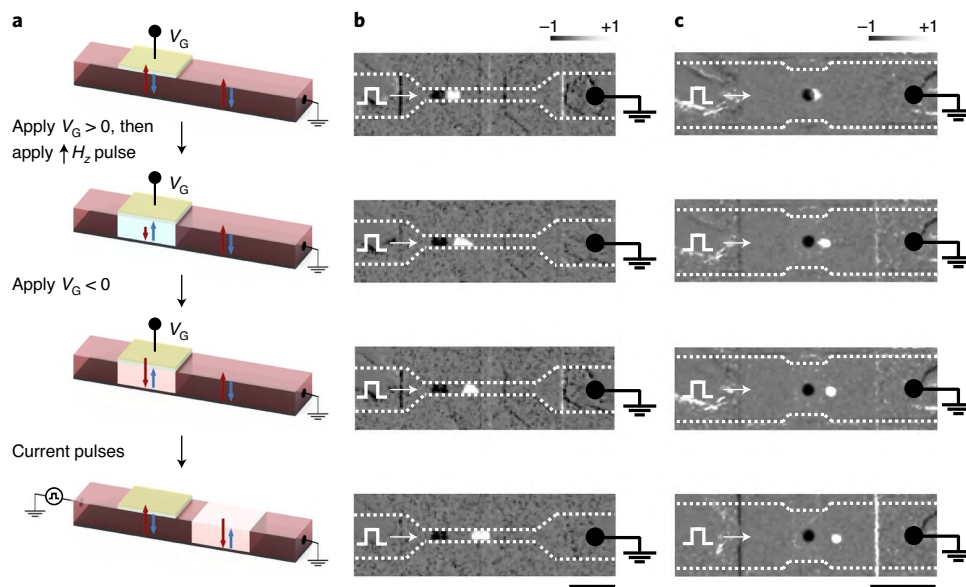 a
b
c
V_G
−1 +1
−1 +1
Apply V_G > 0, then
apply ↑ H_z pulse
V_G
Apply V_G < 0
V_G
Current pulses